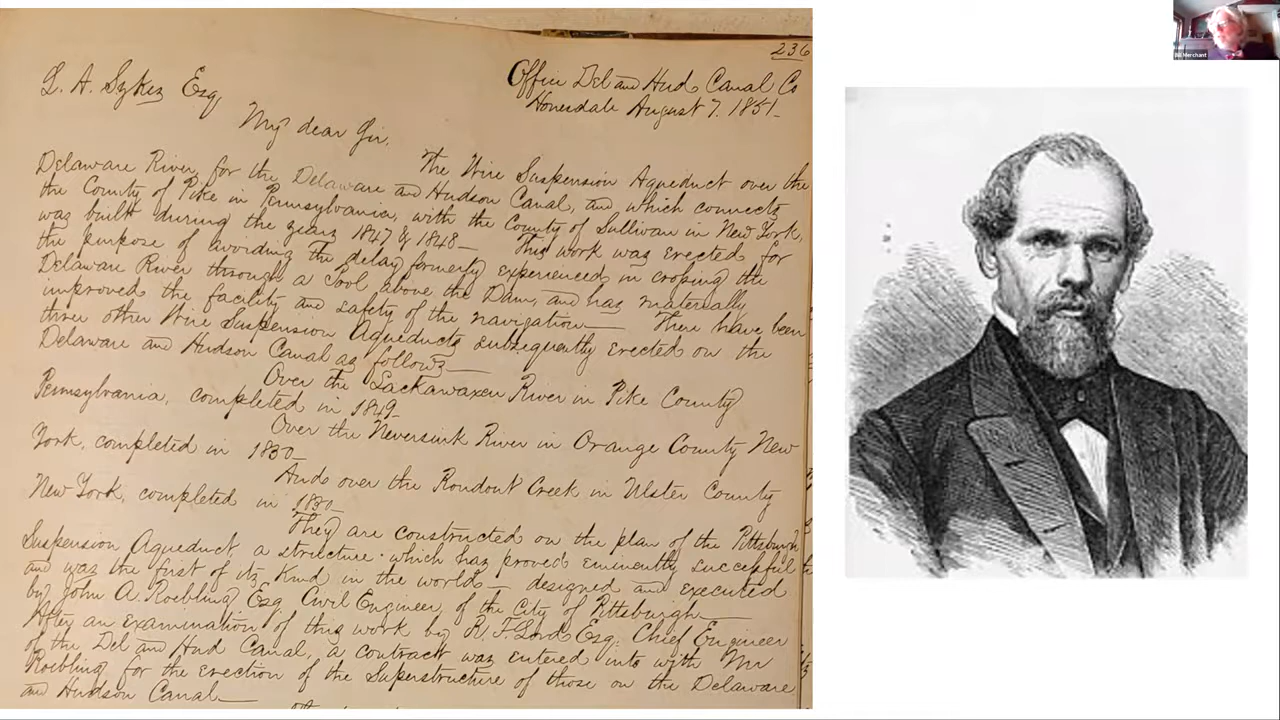 236
L. A. Sykes Esq.
Office Del and Hud. Canal Co
Honesdale August 7. 1851.
My dear Sir.
The Wire Suspension Aqueduct over the
Delaware River, for the Delaware and Hudson Canal, and which connects
the County of Pike in Pennsylvania, with the County of Sullivan in New York,
was built during the years 1847 & 1848 — This work was erected for
the purpose of avoiding the delay formerly experienced in crossing the
Delaware River through a Pool above the Dam, and has materially
improved the facility and safety of the navigation — There have been
three other Wire Suspension Aqueducts subsequently erected on the
Delaware and Hudson Canal as follows —
Over the Lackawaxen River in Pike County
Pennsylvania, completed in 1849 —
Over the Neversink River in Orange County New
York, completed in 1850 —
And over the Rondout Creek in Ulster County
New York, completed in 1850 —
They are constructed on the plan of the Pittsburgh
Suspension Aqueduct, a structure which has proved eminently successful
and was the first of its kind in the world — designed and executed
by John A. Roebling Esq. Civil Engineer, of the City of Pittsburgh —
After an examination of this work by R. F. Lord Esq. Chief Engineer
of the Del and Hud Canal, a contract was entered into with Mr
Roebling for the erection of the Superstructure of those on the Delaware
and Hudson Canal —
Bill Merchant